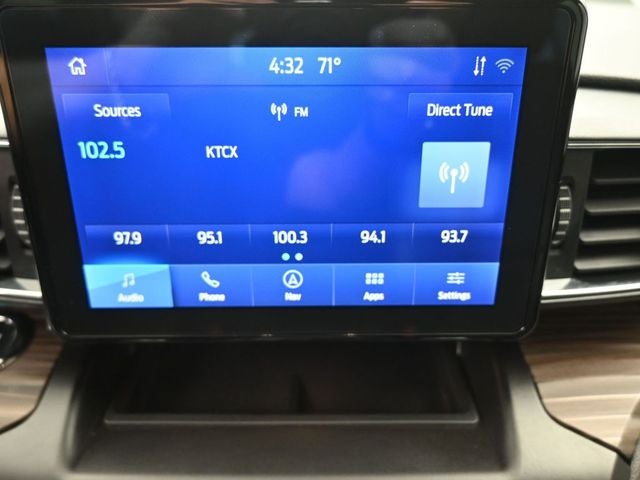 4:32 71°
Sources FM Direct Tune
102.5 KTCX
97.9 95.1 100.3 94.1 93.7
Audio Phone Nav Apps Settings